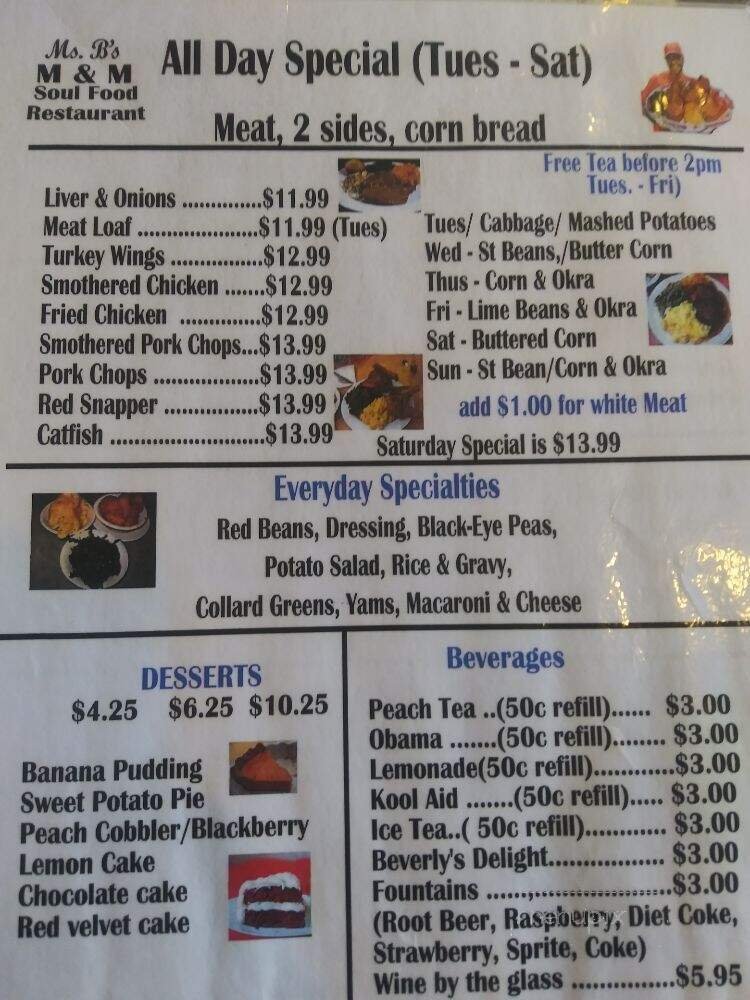 Ms. B's
M & M
Soul Food
Restaurant
All Day Special (Tues - Sat)
Meat, 2 sides, corn bread
Free Tea before 2pm
Tues. - Fri)
Liver & Onions ..............$11.99
Meat Loaf .....................$11.99 (Tues)
Turkey Wings .................$12.99
Smothered Chicken .......$12.99
Fried Chicken ...............$12.99
Smothered Pork Chops...$13.99
Pork Chops ...................$13.99
Red Snapper .................$13.99
Catfish ............................$13.99
Tues/ Cabbage/ Mashed Potatoes
Wed - St Beans,/Butter Corn
Thus - Corn & Okra
Fri - Lime Beans & Okra
Sat - Buttered Corn
Sun - St Bean/Corn & Okra
add $1.00 for white Meat
Saturday Special is $13.99
Everyday Specialties
Red Beans, Dressing, Black-Eye Peas,
Potato Salad, Rice & Gravy,
Collard Greens, Yams, Macaroni & Cheese
DESSERTS
$4.25 $6.25 $10.25
Banana Pudding
Sweet Potato Pie
Peach Cobbler/Blackberry
Lemon Cake
Chocolate cake
Red velvet cake
Beverages
Peach Tea ..(50c refill)...... $3.00
Obama .......(50c refill)........ $3.00
Lemonade(50c refill)............$3.00
Kool Aid .......(50c refill)..... $3.00
Ice Tea..( 50c refill)............ $3.00
Beverly's Delight................. $3.00
Fountains ......,.....................$3.00
(Root Beer, Raspberry, Diet Coke,
Strawberry, Sprite, Coke)
Wine by the glass ...............$5.95